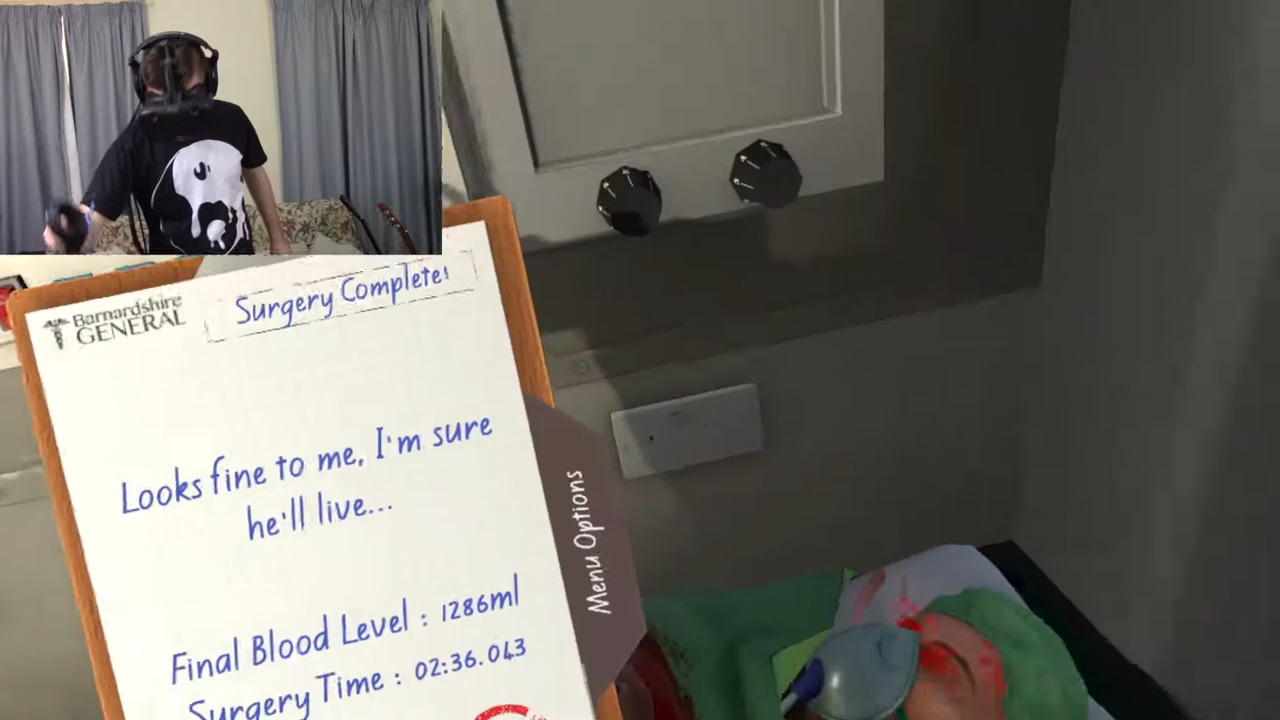 Barnardshire
GENERAL
Surgery Complete!
Looks fine to me, I'm sure
he'll live...
Final Blood Level : 1286ml
Surgery Time : 02:36.043
Menu Options